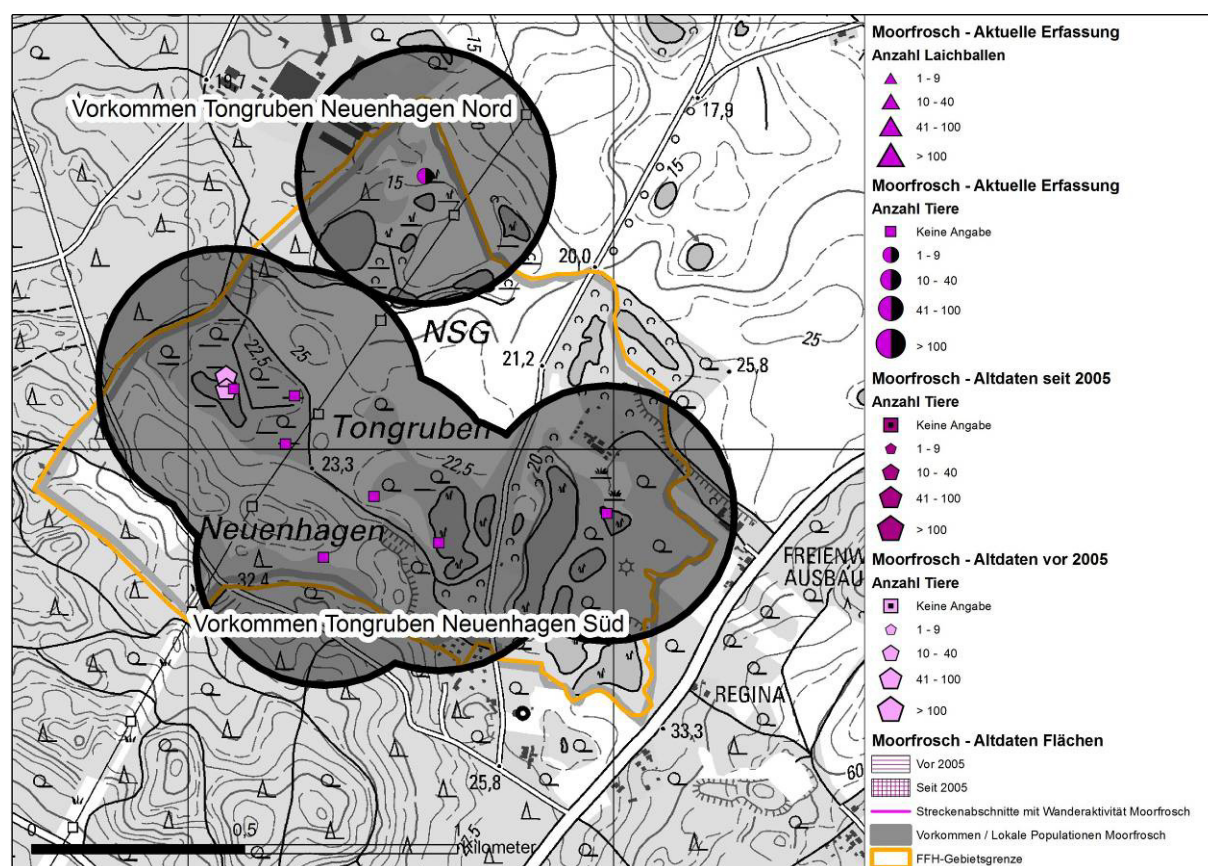 19,7
15
Vorkommen Tongruben Neuenhagen Nord
17,9
15
15
20,0
NSG
21,2
25
25,8
22,5
25
Tongruben
23,3
22,5
20
Neuenhagen
32,4
FREIENW
AUSBAU
Vorkommen Tongruben Neuenhagen Süd
REGINA
33,3
25,8
60
0
0,5
1
Kilometer
Moorfrosch - Aktuelle Erfassung
Anzahl Laichballen
1 - 9
10 - 40
41 - 100
> 100
Moorfrosch - Aktuelle Erfassung
Anzahl Tiere
Keine Angabe
1 - 9
10 - 40
41 - 100
> 100
Moorfrosch - Altdaten seit 2005
Anzahl Tiere
Keine Angabe
1 - 9
10 - 40
41 - 100
> 100
Moorfrosch - Altdaten vor 2005
Anzahl Tiere
Keine Angabe
1 - 9
10 - 40
41 - 100
> 100
Moorfrosch - Altdaten Flächen
Vor 2005
Seit 2005
Streckenabschnitte mit Wanderaktivität Moorfrosch
Vorkommen / Lokale Populationen Moorfrosch
FFH-Gebietsgrenze